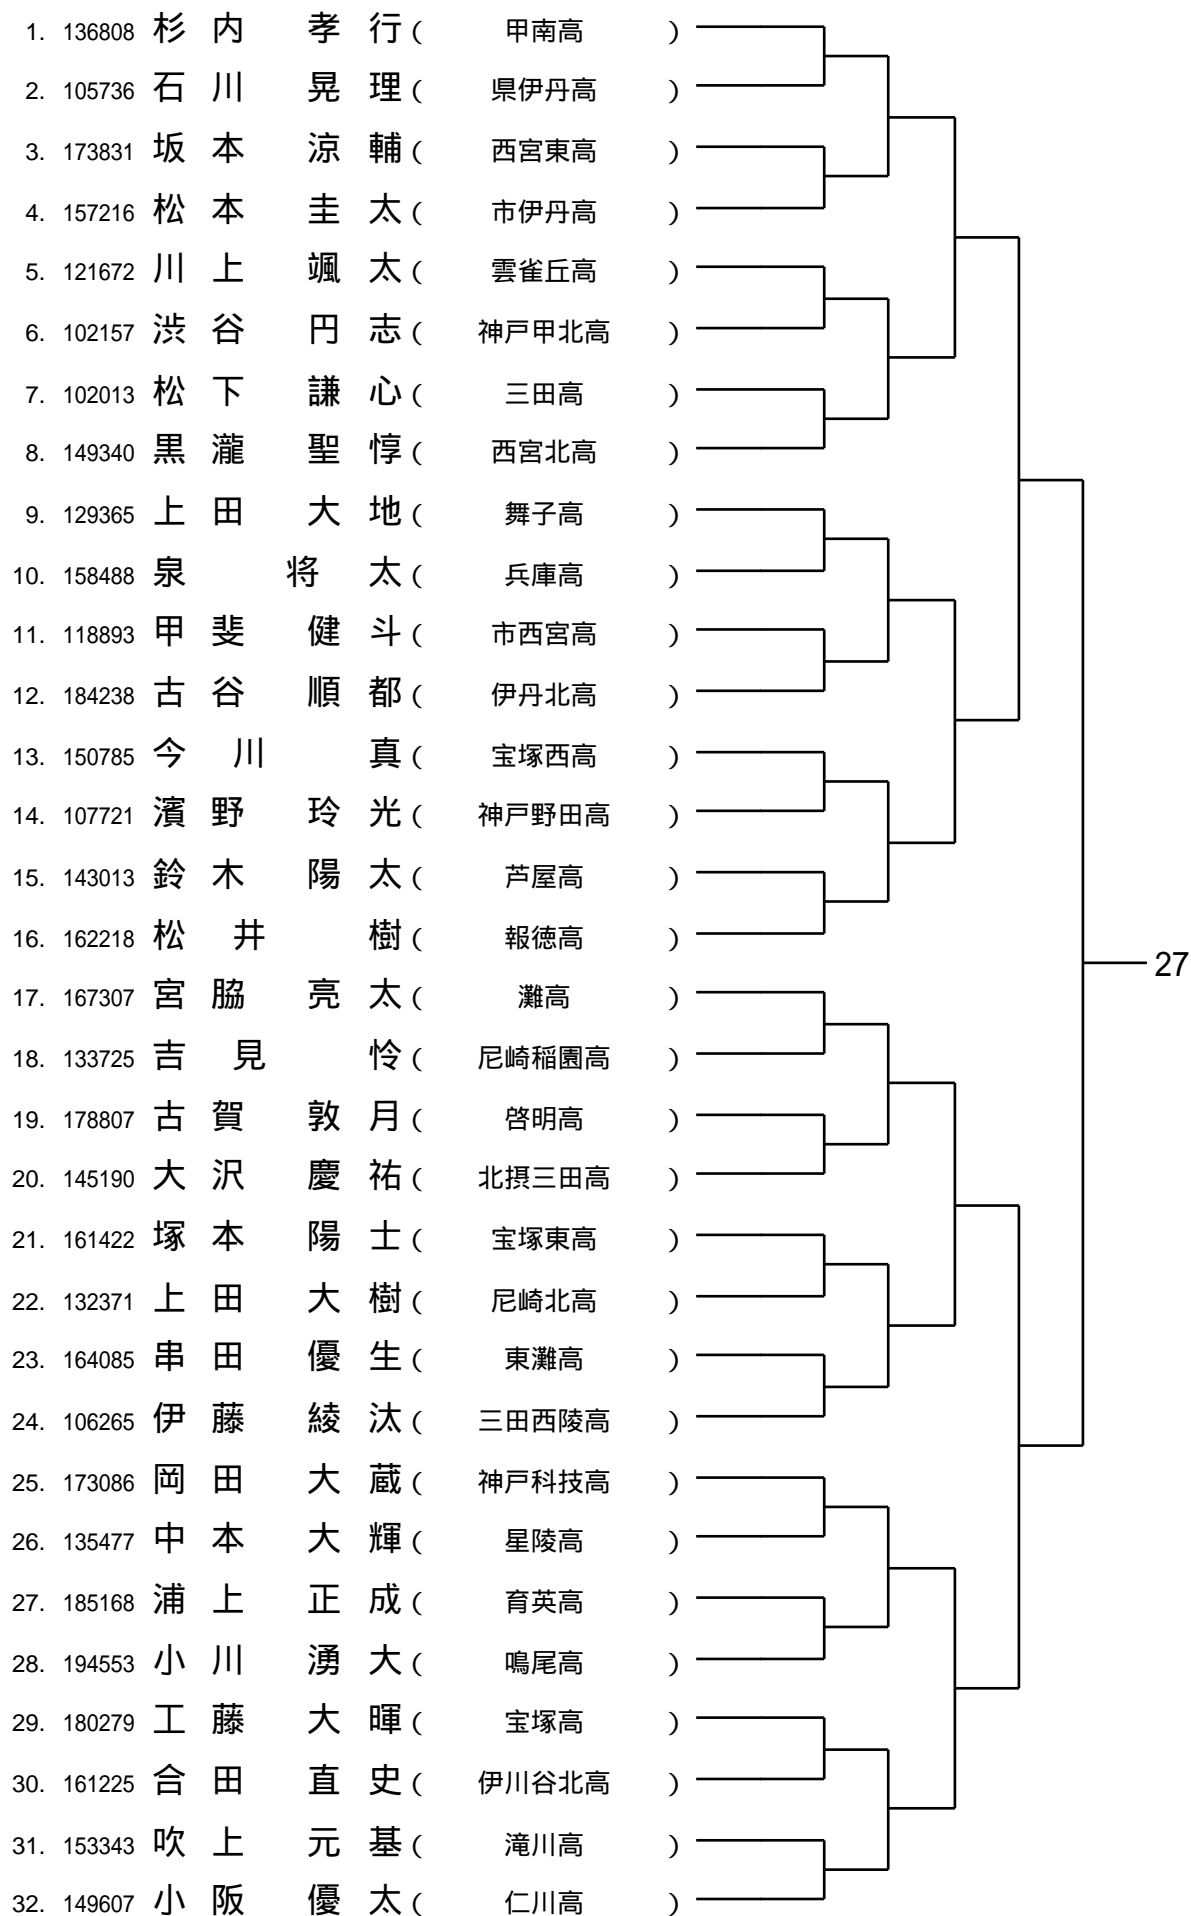 1. 136808 杉内 孝行 ( 甲南高 )
2. 105736 石川 晃理 ( 県伊丹高 )
3. 173831 坂本 涼輔 ( 西宮東高 )
4. 157216 松本 圭太 ( 市伊丹高 )
5. 121672 川上 颯太 ( 雲雀丘高 )
6. 102157 渋谷 円志 ( 神戸甲北高 )
7. 102013 松下 謙心 ( 三田高 )
8. 149340 黒瀧 聖惇 ( 西宮北高 )
9. 129365 上田 大地 ( 舞子高 )
10. 158488 泉 将太 ( 兵庫高 )
11. 118893 甲斐 健斗 ( 市西宮高 )
12. 184238 古谷 順都 ( 伊丹北高 )
13. 150785 今川 真 ( 宝塚西高 )
14. 107721 濱野 玲光 ( 神戸野田高 )
15. 143013 鈴木 陽太 ( 芦屋高 )
16. 162218 松井 樹 ( 報徳高 )
27
17. 167307 宮脇 亮太 ( 灘高 )
18. 133725 吉見 怜 ( 尼崎稲園高 )
19. 178807 古賀 敦月 ( 啓明高 )
20. 145190 大沢 慶祐 ( 北摂三田高 )
21. 161422 塚本 陽士 ( 宝塚東高 )
22. 132371 上田 大樹 ( 尼崎北高 )
23. 164085 串田 優生 ( 東灘高 )
24. 106265 伊藤 綾汰 ( 三田西陵高 )
25. 173086 岡田 大蔵 ( 神戸科技高 )
26. 135477 中本 大輝 ( 星陵高 )
27. 185168 浦上 正成 ( 育英高 )
28. 194553 小川 湧大 ( 鳴尾高 )
29. 180279 工藤 大暉 ( 宝塚高 )
30. 161225 合田 直史 ( 伊川谷北高 )
31. 153343 吹上 元基 ( 滝川高 )
32. 149607 小阪 優太 ( 仁川高 )